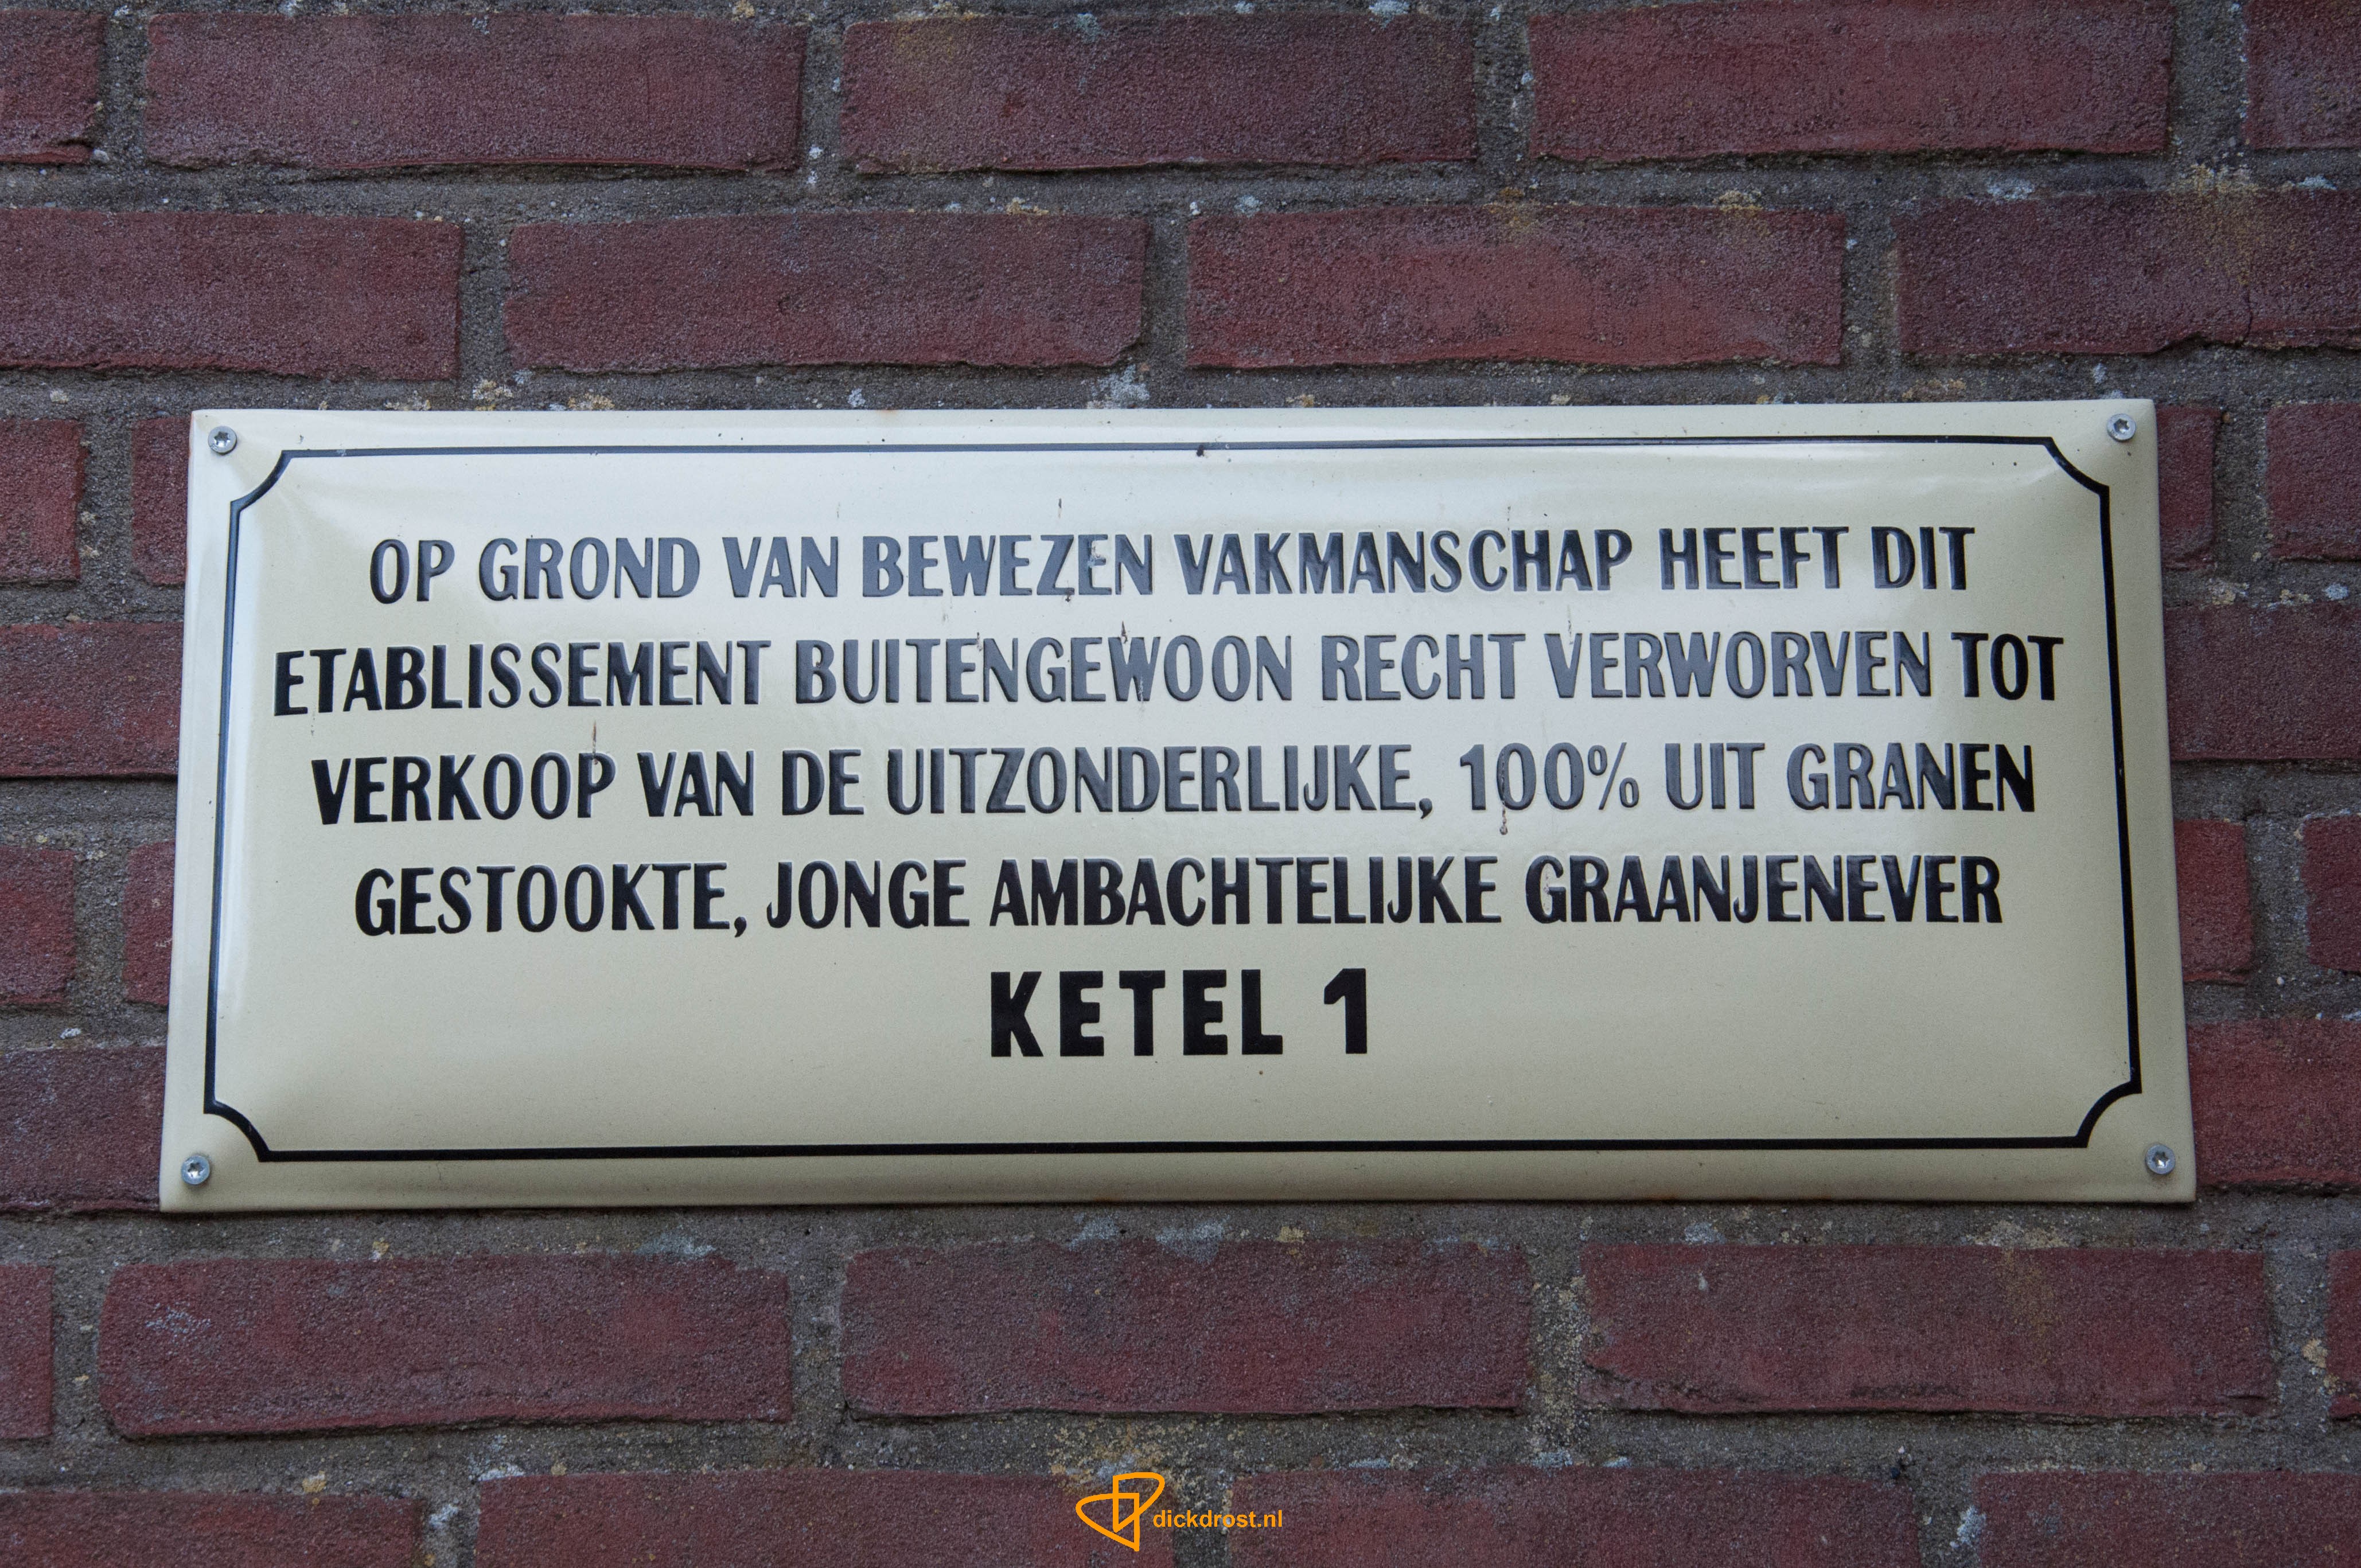 OP GROND VAN BEWEZEN VAKMANSCHAP HEEFT DIT
ETABLISSEMENT BUITENGEWOON RECHT VERWORVEN TOT
VERKOOP VAN DE UITZONDERLIJKE, 100% UIT GRANEN
GESTOOKTE, JONGE AMBACHTELIJKE GRAANJENEVER
KETEL 1
dickdrost.nl